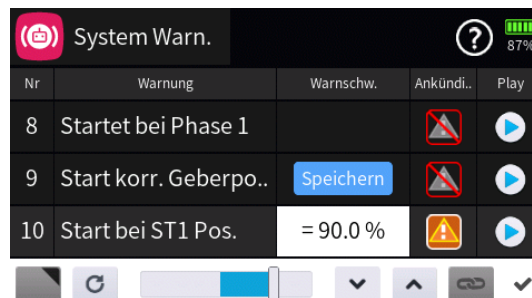 System Warn.
? 87%
Nr Warnung Warnschw. Ankündi.. Play
8 Startet bei Phase 1
9 Start korr. Geberpo.. Speichern
10 Start bei ST1 Pos. = 90.0 %